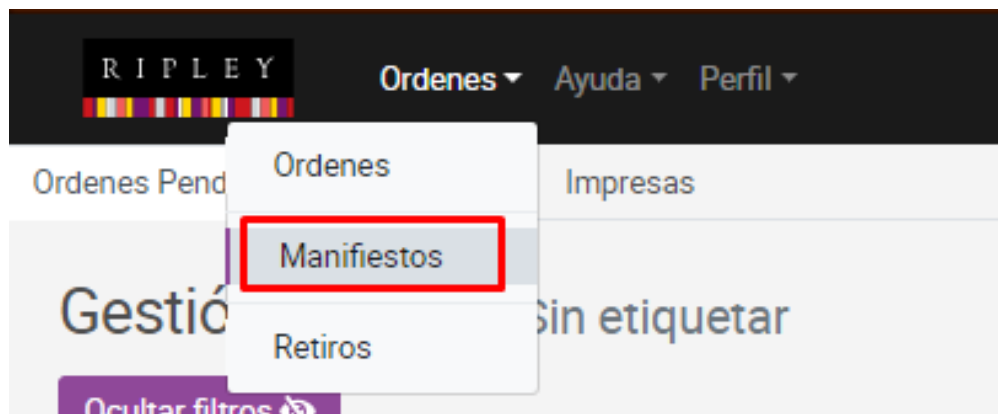 RIPLEY
Ordenes Ayuda Perfil
Ordenes Pend Impresas
Ordenes
Manifiestos
Retiros
Gestió Sin etiquetar
Ocultar filtros